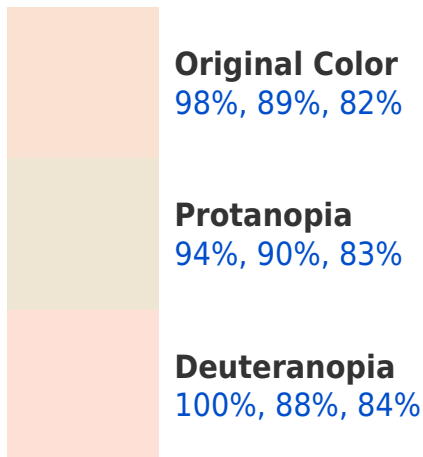 Original Color
98%, 89%, 82%
Protanopia
94%, 90%, 83%
Deuteranopia
100%, 88%, 84%